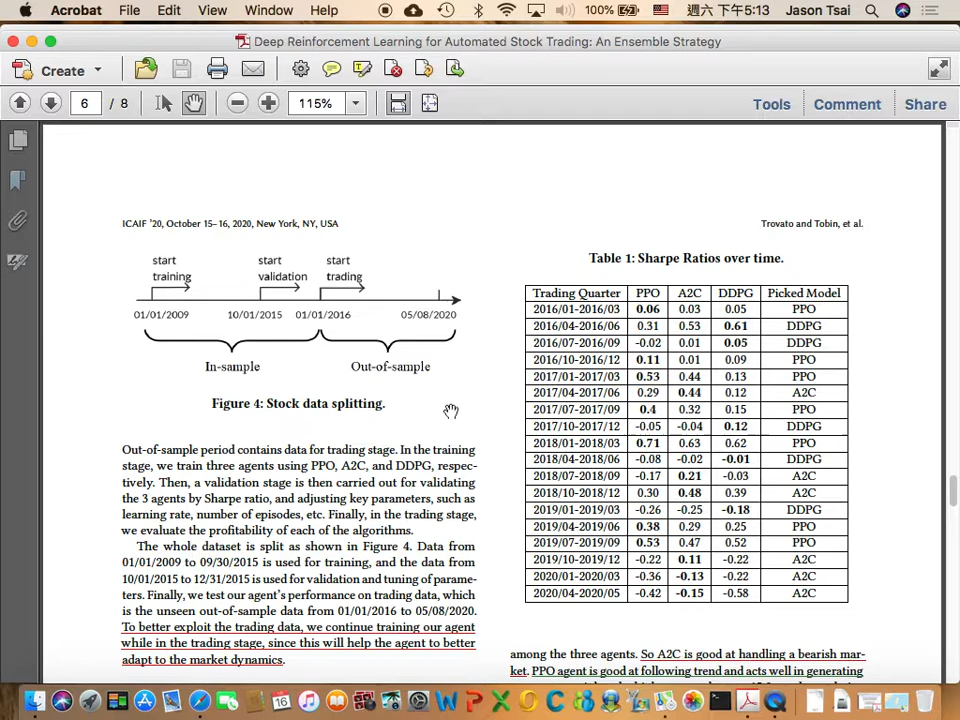 Acrobat File Edit View Window Help 100% 週六 下午5:13 Jason Tsai
Deep Reinforcement Learning for Automated Stock Trading: An Ensemble Strategy
Create
6 / 8 115% Tools Comment Share
ICAIF '20, October 15–16, 2020, New York, NY, USA
Trovato and Tobin, et al.
start training
start validation
start trading
01/01/2009 10/01/2015 01/01/2016 05/08/2020
In-sample Out-of-sample
Figure 4: Stock data splitting.
Out-of-sample period contains data for trading stage. In the training
stage, we train three agents using PPO, A2C, and DDPG, respec-
tively. Then, a validation stage is then carried out for validating
the 3 agents by Sharpe ratio, and adjusting key parameters, such as
learning rate, number of episodes, etc. Finally, in the trading stage,
we evaluate the profitability of each of the algorithms.
The whole dataset is split as shown in Figure 4. Data from
01/01/2009 to 09/30/2015 is used for training, and the data from
10/01/2015 to 12/31/2015 is used for validation and tuning of parame-
ters. Finally, we test our agent's performance on trading data, which
is the unseen out-of-sample data from 01/01/2016 to 05/08/2020.
To better exploit the trading data, we continue training our agent
while in the trading stage, since this will help the agent to better
adapt to the market dynamics.
Table 1: Sharpe Ratios over time.
Trading Quarter PPO A2C DDPG Picked Model
2016/01-2016/03 0.06 0.03 0.05 PPO
2016/04-2016/06 0.31 0.53 0.61 DDPG
2016/07-2016/09 -0.02 0.01 0.05 DDPG
2016/10-2016/12 0.11 0.01 0.09 PPO
2017/01-2017/03 0.53 0.44 0.13 PPO
2017/04-2017/06 0.29 0.44 0.12 A2C
2017/07-2017/09 0.4 0.32 0.15 PPO
2017/10-2017/12 -0.05 -0.04 0.12 DDPG
2018/01-2018/03 0.71 0.63 0.62 PPO
2018/04-2018/06 -0.08 -0.02 -0.01 DDPG
2018/07-2018/09 -0.17 0.21 -0.03 A2C
2018/10-2018/12 0.30 0.48 0.39 A2C
2019/01-2019/03 -0.26 -0.25 -0.18 DDPG
2019/04-2019/06 0.38 0.29 0.25 PPO
2019/07-2019/09 0.53 0.47 0.52 PPO
2019/10-2019/12 -0.22 0.11 -0.22 A2C
2020/01-2020/03 -0.36 -0.13 -0.22 A2C
2020/04-2020/05 -0.42 -0.15 -0.58 A2C
among the three agents. So A2C is good at handling a bearish mar-
ket. PPO agent is good at following trend and acts well in generating